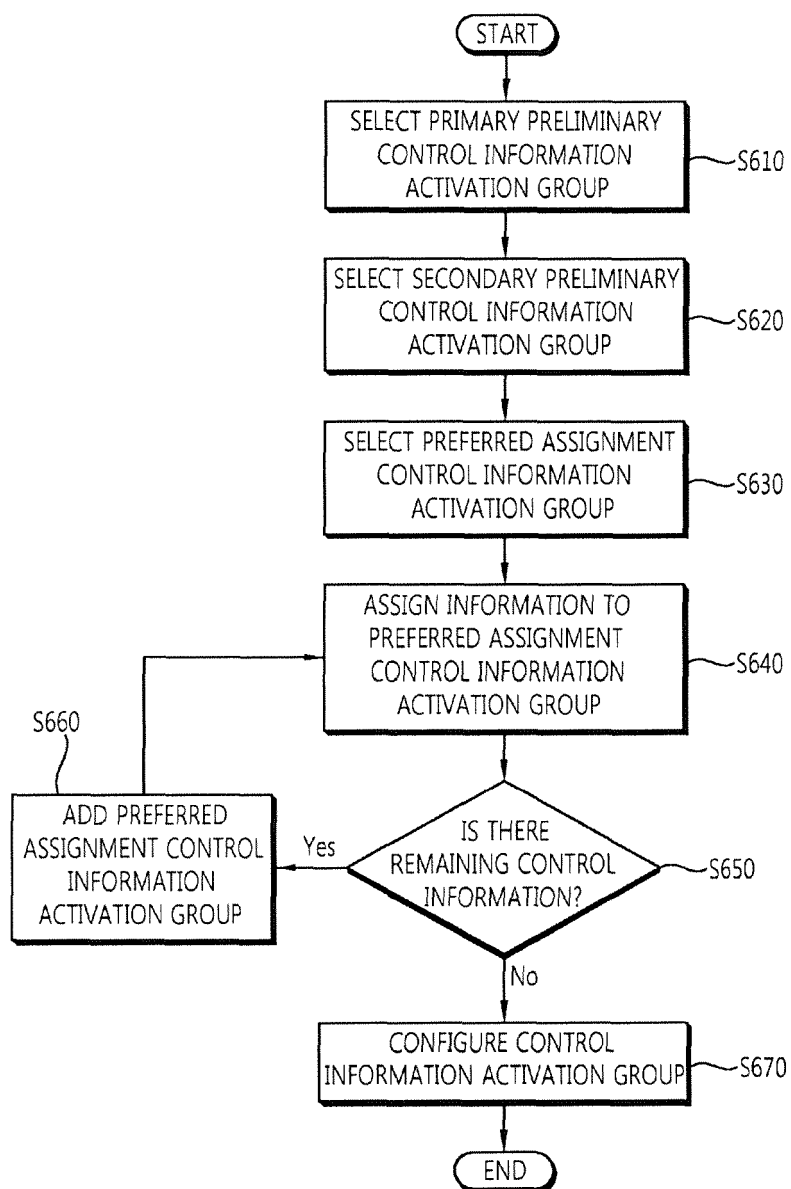 START
SELECT PRIMARY PRELIMINARY
CONTROL INFORMATION
ACTIVATION GROUP
S610
SELECT SECONDARY PRELIMINARY
CONTROL INFORMATION
ACTIVATION GROUP
S620
SELECT PREFERRED ASSIGNMENT
CONTROL INFORMATION
ACTIVATION GROUP
S630
ASSIGN INFORMATION TO
PREFERRED ASSIGNMENT
CONTROL INFORMATION
ACTIVATION GROUP
S640
S660
ADD PREFERRED
ASSIGNMENT CONTROL
INFORMATION
ACTIVATION GROUP
Yes
IS THERE
REMAINING CONTROL
INFORMATION?
S650
No
CONFIGURE CONTROL
INFORMATION ACTIVATION GROUP
S670
END